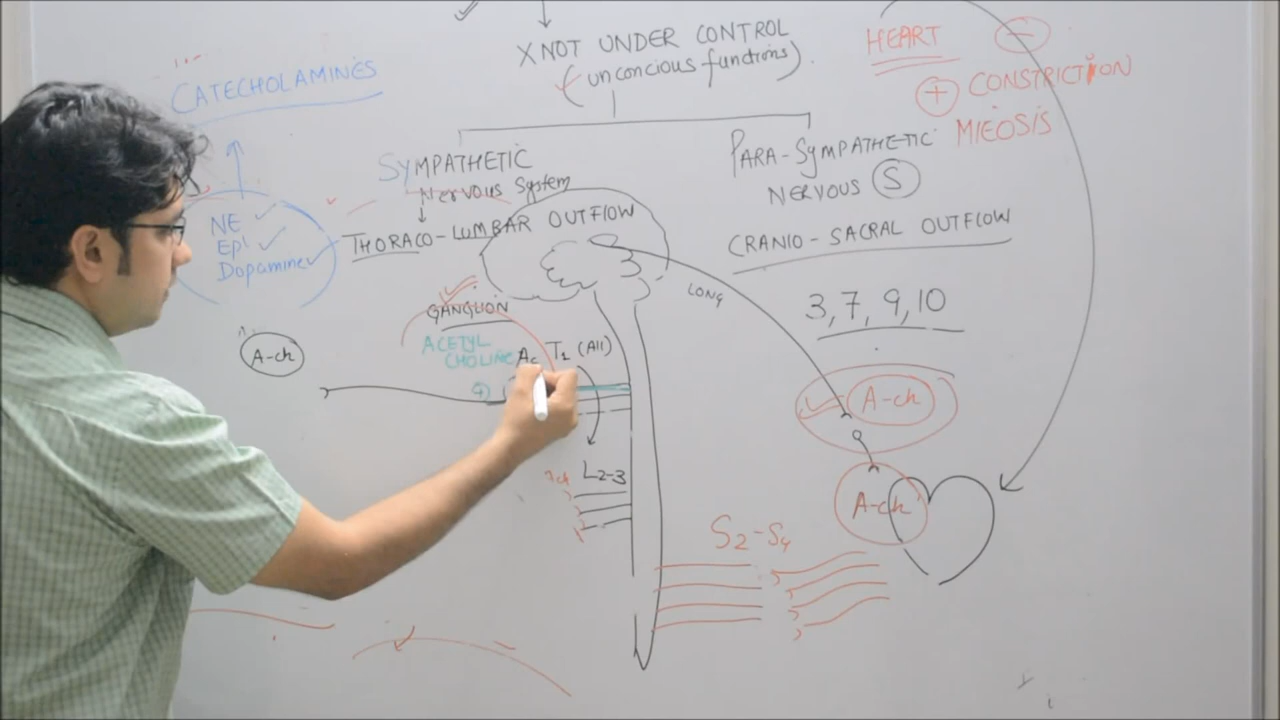 X NOT UNDER CONTROL
(unconcious functions).
HEART
−
+ CONSTRICTION
MIEOSIS
CATECHOLAMINES
SYMPATHETIC
Nervous System
PARA-SYMPATHETIC
NERVOUS S
NE
Epi
Dopamine
THORACO-LUMBAR OUTFLOW
CRANIO-SACRAL OUTFLOW
LONG
3, 7, 9, 10
GANGLION
ACETYL
CHOLINE
Ac
T1 (All)
A-ch
A-ch
L2-3
A-ch
S2-S4